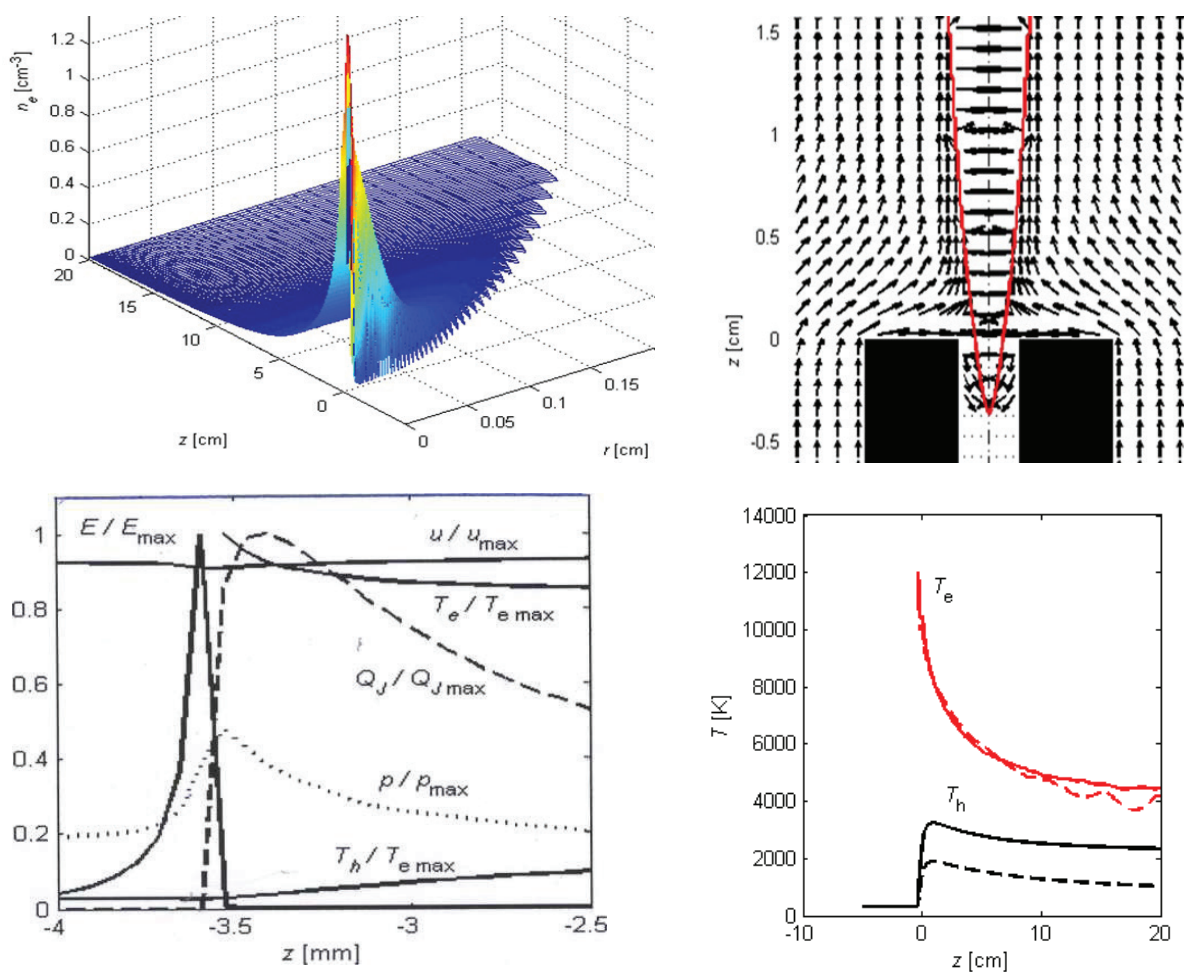 1.2
1
0.8
0.6
0.4
0.2
0
n_e [cm⁻³]
20
15
10
5
0
z [cm]
0
0.05
0.1
0.15
r [cm]
1.5
1
0.5
0
-0.5
z [cm]
1
0.8
0.6
0.4
0.2
0
E / E_max
u / u_max
T_e / T_e max
Q_J / Q_J max
p / p_max
T_h / T_e max
-4
-3.5
-3
-2.5
z [mm]
14000
12000
10000
8000
6000
4000
2000
0
T [K]
T_e
T_h
-10
0
10
20
z [cm]